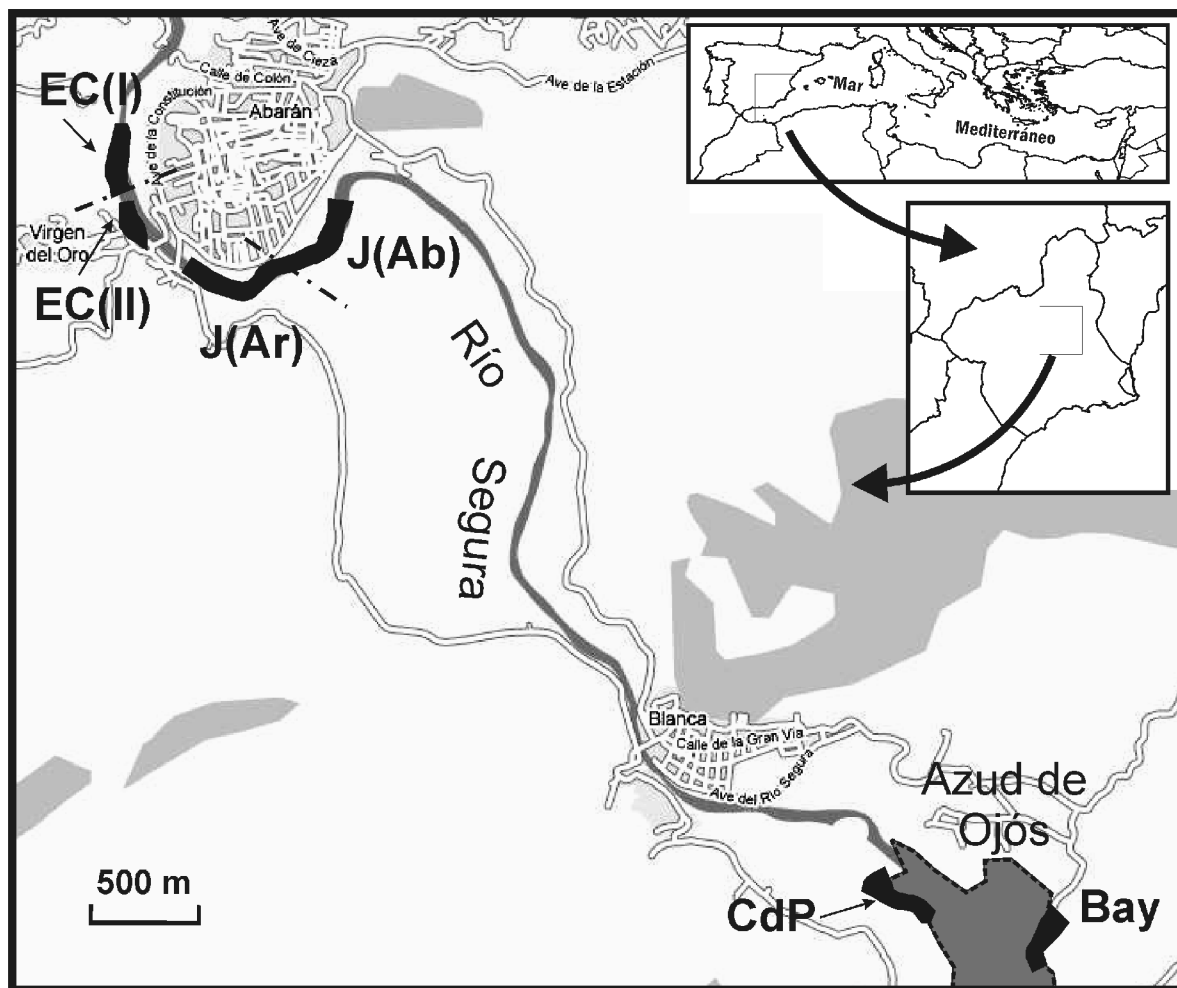 Ave de Cieza
Calle de Colón
Ave de la Estación
EC(I)
Ave de la Constitución
Abarán
Mar
Mediterráneo
Virgen
del Oro
J(Ab)
EC(II)
J(Ar)
Río
Segura
Blanca
Calle de la Gran Vía
Ave del Río Segura
Azud de
Ojós
500 m
CdP
Bay